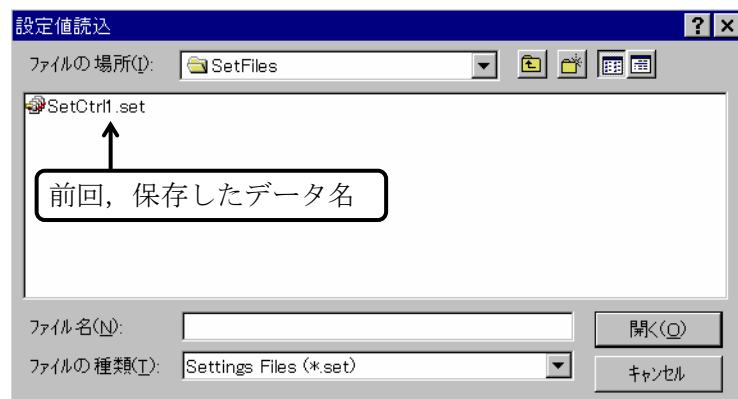 設定値読込
ファイルの場所(I): SetFiles
SetCtrl1.set
前回，保存したデータ名
ファイル名(N): 開く(O)
ファイルの種類(T): Settings Files (*.set) キャンセル